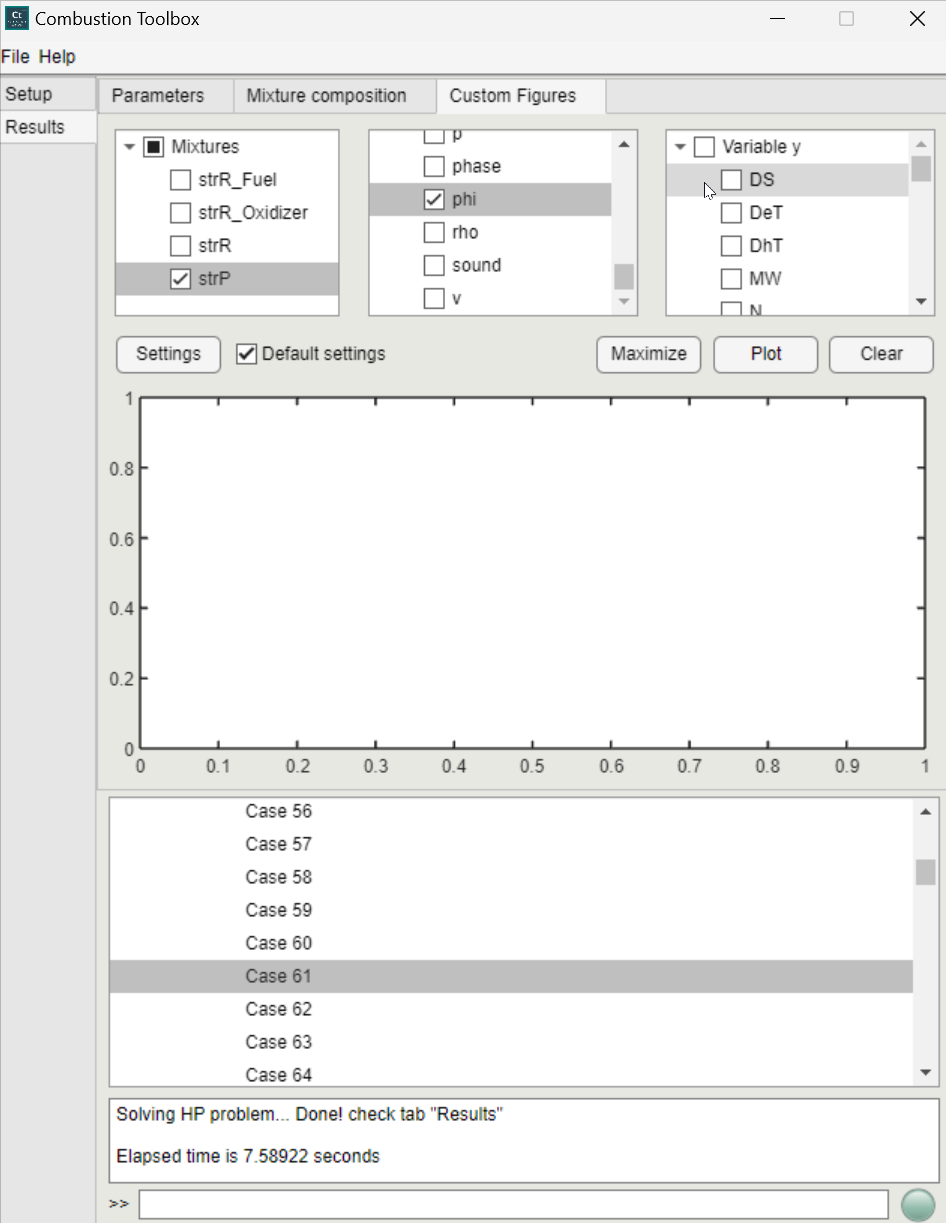 Ct
Combustion Toolbox
File Help
Setup
Results
Parameters
Mixture composition
Custom Figures
Mixtures
strR_Fuel
strR_Oxidizer
strR
strP
p
phase
phi
rho
sound
v
Variable y
DS
DeT
DhT
MW
N
Settings
Default settings
Maximize
Plot
Clear
1
0.8
0.6
0.4
0.2
0
0 0.1 0.2 0.3 0.4 0.5 0.6 0.7 0.8 0.9 1
Case 56
Case 57
Case 58
Case 59
Case 60
Case 61
Case 62
Case 63
Case 64
Solving HP problem... Done! check tab "Results"
Elapsed time is 7.58922 seconds
>>